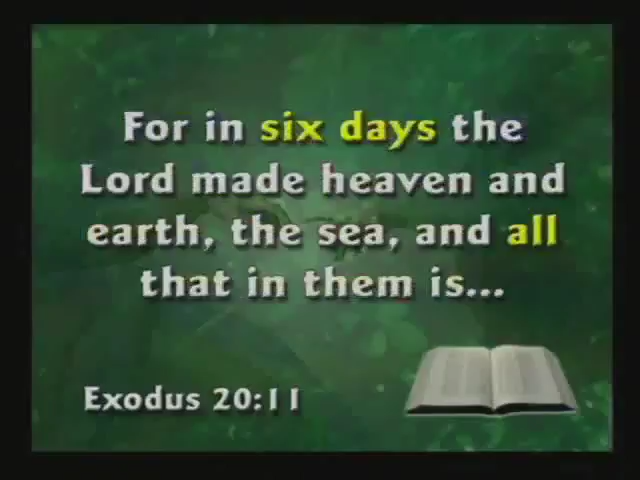 For in six days the
Lord made heaven and
earth, the sea, and all
that in them is...
Exodus 20:11